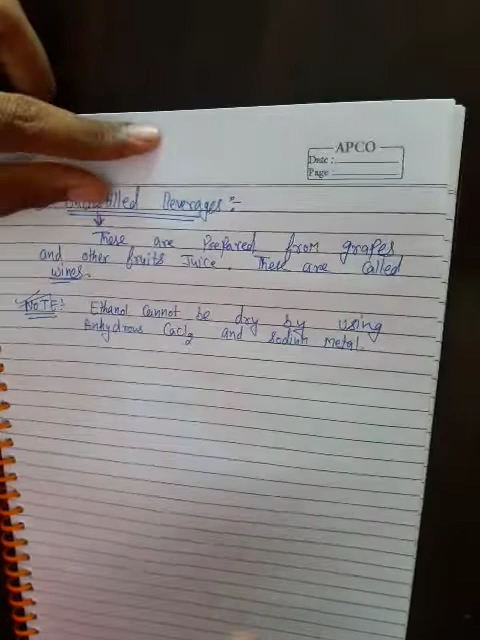 APCO
Date :
Page
Beverages :-
These are Prepared from grapes
and other fruits Juice. These are called
wines.
NOTE: Ethanol Cannot be dry by using
Anhydrous CaCl2 and sodium metal.